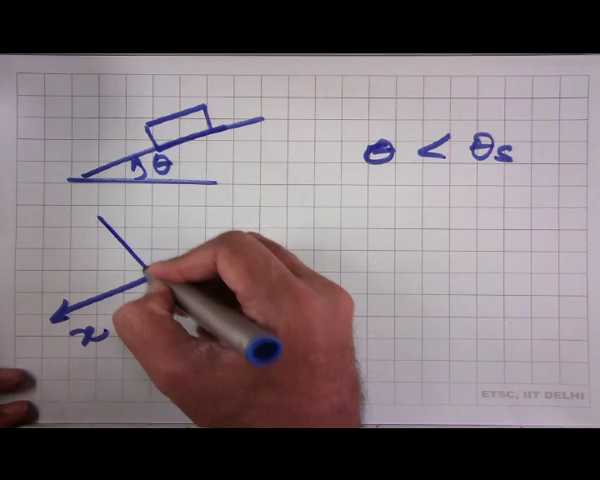 θ < θs
θ
x
ETSC, IIT DELHI